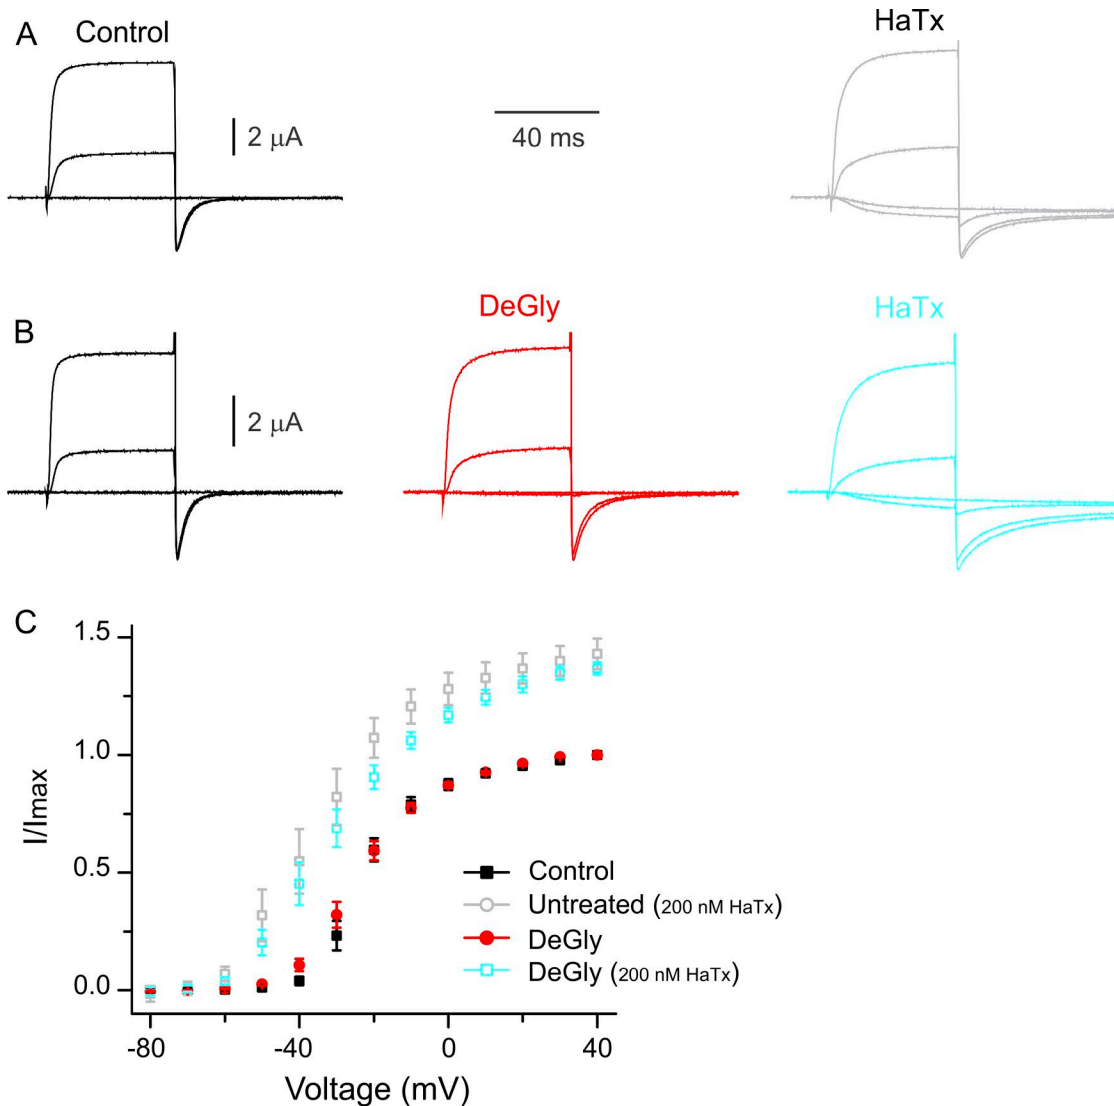 A
Control
HaTx
2 μA
40 ms
B
DeGly
HaTx
2 μA
C
1.5
1.0
0.5
0.0
I/Imax
Control
Untreated (200 nM HaTx)
DeGly
DeGly (200 nM HaTx)
-80
-40
0
40
Voltage (mV)